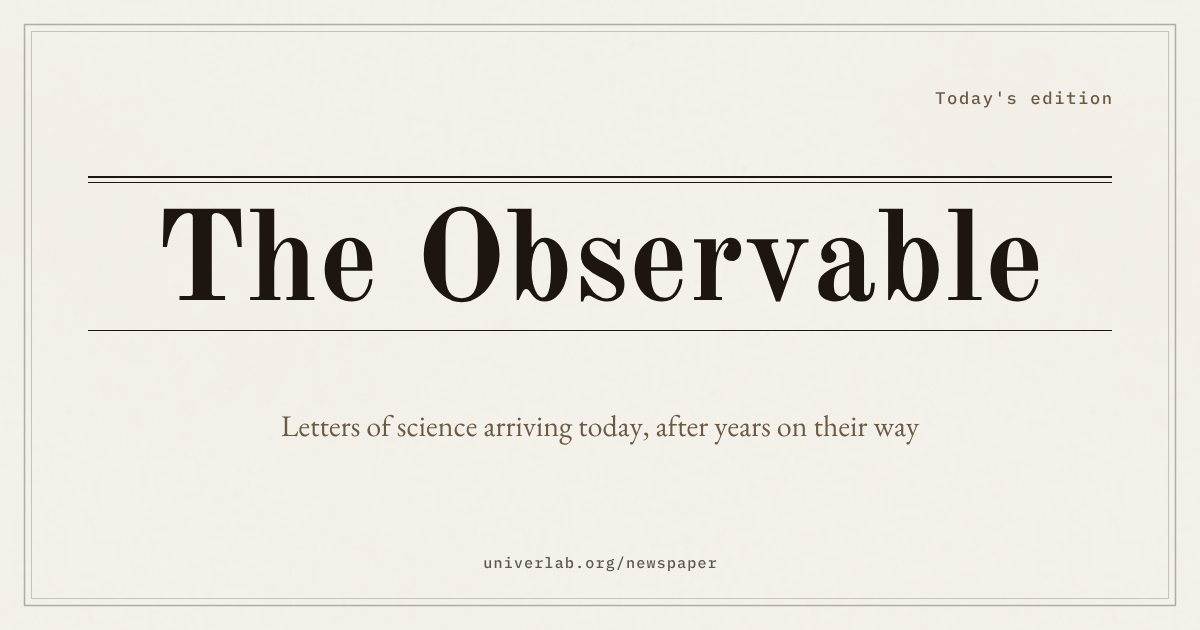 Today's edition
The Observable
Letters of science arriving today, after years on their way
univerlab.org/newspaper